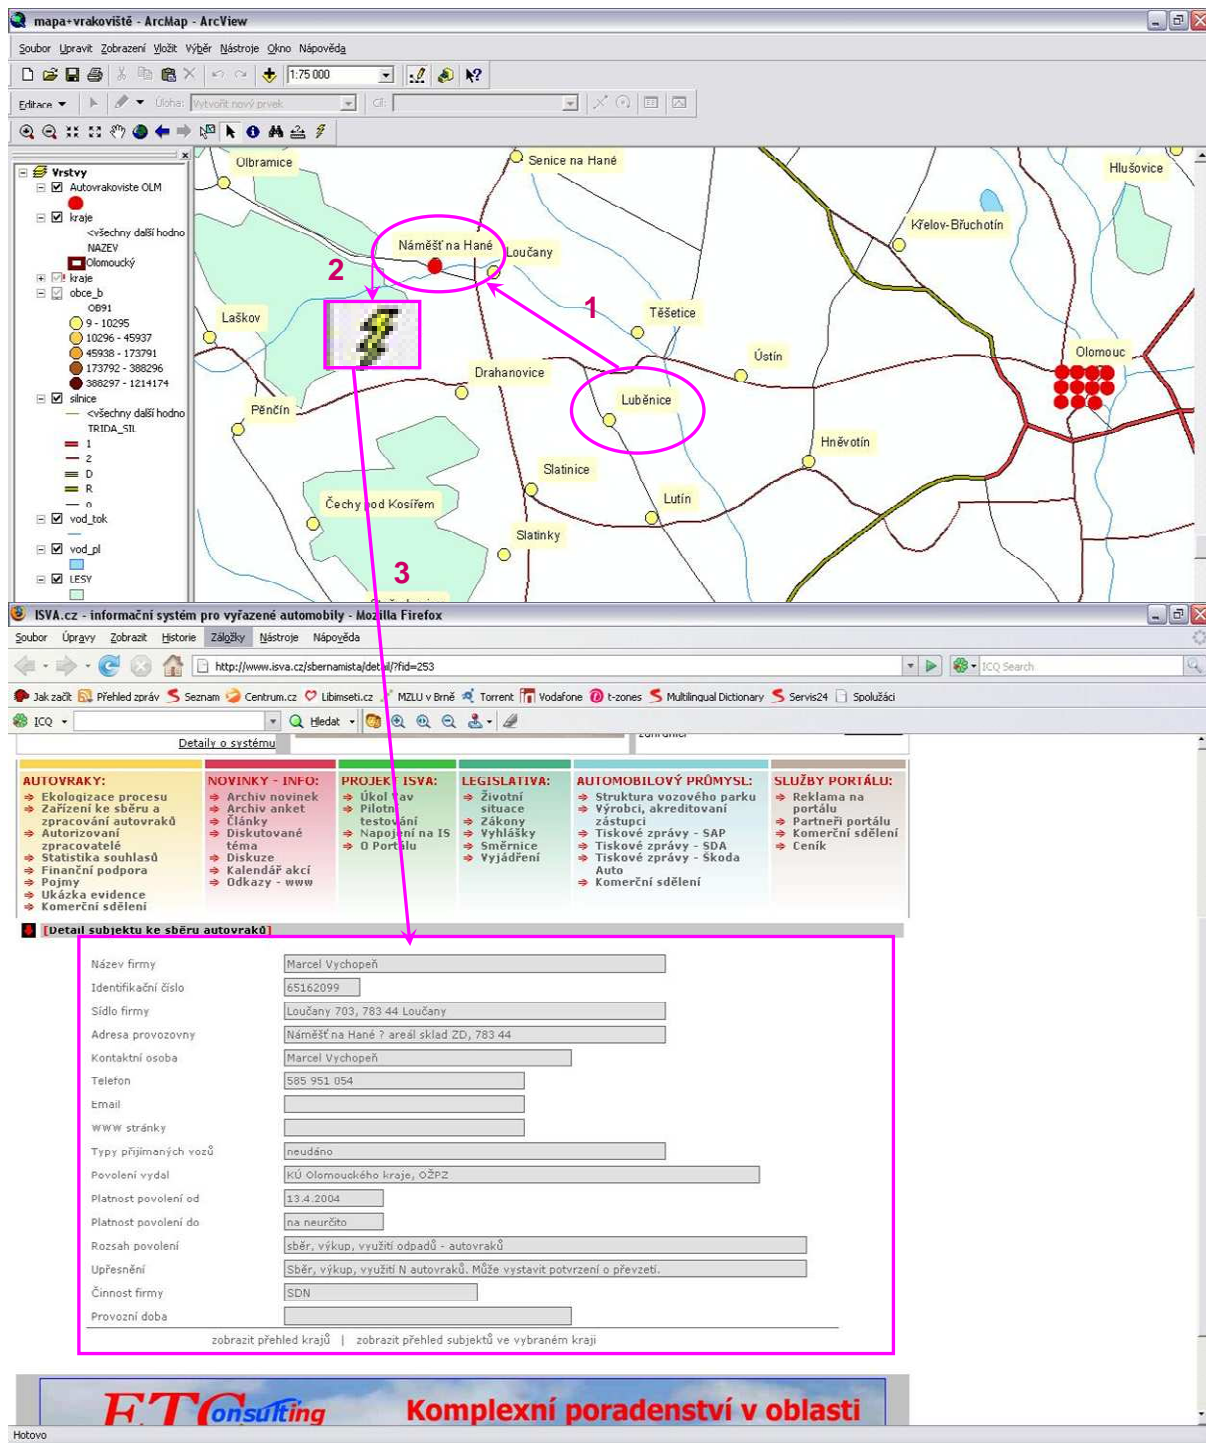 mapa+vrakoviště - ArcMap - ArcView
Soubor Upravit Zobrazení Vložit Výběr Nástroje Okno Nápověda
1:75 000
Editace Úloha: Vytvořit nový prvek Cíl:
Vrstvy
Autovrakoviste OLM
kraje
<všechny další hodno
NAZEV
Olomoucký
kraje
obce_b
OB91
9 - 10295
10296 - 45937
45938 - 173791
173792 - 388296
388297 - 1214174
silnice
<všechny další hodno
TRIDA_SIL
1
2
D
R
vod_tok
vod_pl
LESY
Olbramice
Senice na Hané
Hlušovice
Křelov-Břuchotín
Náměšť na Hané
Loučany
2
1
Laškov
Těšetice
Ústín
Olomouc
Drahanovice
Luběnice
Pěnčín
Hněvotín
Slatinice
Čechy pod Kosířem
Lutín
Slatinky
3
ISVA.cz - informační systém pro vyřazené automobily - Mozilla Firefox
Soubor Úpravy Zobrazit Historie Záložky Nástroje Nápověda
http://www.isva.cz/sbernamista/detail/?fid=253
ICQ Search
Jak začít Přehled zpráv Seznam Centrum.cz Libimseti.cz MZLU v Brně Torrent Vodafone t-zones Multilingual Dictionary Servis24 Spolužáci
ICQ Hledat
Detaily o systému
zahraničí
AUTOVRAKY:
Ekologizace procesu
Zařízení ke sběru a
zpracování autovraků
Autorizovaní
zpracovatelé
Statistika souhlasů
Finanční podpora
Pojmy
Ukázka evidence
Komerční sdělení
NOVINKY - INFO:
Archiv novinek
Archiv anket
Články
Diskutované
téma
Diskuze
Kalendář akcí
Odkazy - www
PROJEKT ISVA:
Úkol VaV
Pilotní
testování
Napojení na IS
O Portálu
LEGISLATIVA:
Životní
situace
Zákony
Vyhlášky
Směrnice
Vyjádření
AUTOMOBILOVÝ PRŮMYSL:
Struktura vozového parku
Výrobci, akreditovaní
zástupci
Tiskové zprávy - SAP
Tiskové zprávy - SDA
Tiskové zprávy - Škoda
Auto
Komerční sdělení
SLUŽBY PORTÁLU:
Reklama na
portálu
Partneři portálu
Komerční sdělení
Ceník
[Detail subjektu ke sběru autovraků]
Název firmy Marcel Vychopeň
Identifikační číslo 65162099
Sídlo firmy Loučany 703, 783 44 Loučany
Adresa provozovny Náměšť na Hané ? areál sklad ZD, 783 44
Kontaktní osoba Marcel Vychopeň
Telefon 585 951 054
Email
WWW stránky
Typy přijímaných vozů neudáno
Povolení vydal KÚ Olomouckého kraje, OŽPZ
Platnost povolení od 13.4.2004
Platnost povolení do na neurčito
Rozsah povolení sběr, výkup, využití odpadů - autovraků
Upřesnění Sběr, výkup, využití N autovraků. Může vystavit potvrzení o převzetí.
Činnost firmy SDN
Provozní doba
zobrazit přehled krajů | zobrazit přehled subjektů ve vybraném kraji
ETConsulting Komplexní poradenství v oblasti
Hotovo